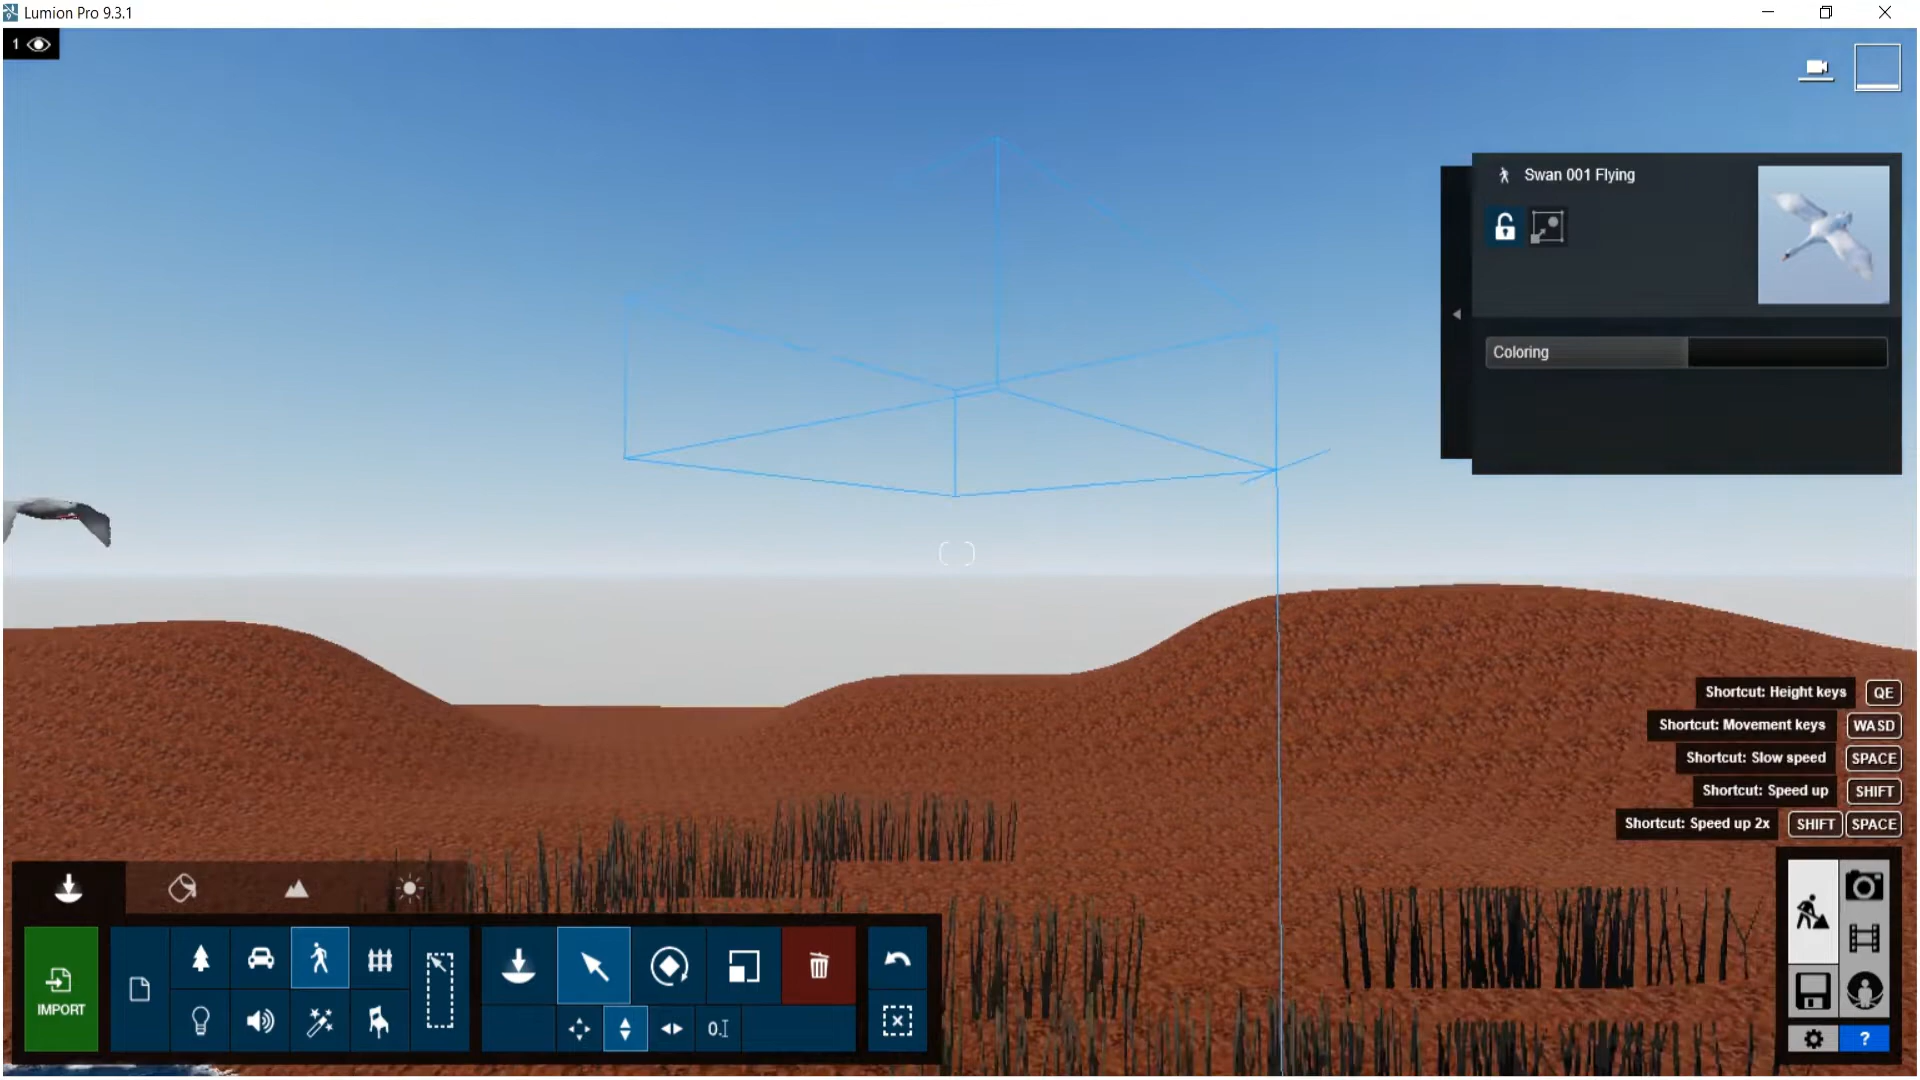 Lumion Pro 9.3.1
1
Swan 001 Flying
Coloring
Shortcut: Height keys QE
Shortcut: Movement keys WASD
Shortcut: Slow speed SPACE
Shortcut: Speed up SHIFT
Shortcut: Speed up 2x SHIFT SPACE
IMPORT
0.
?